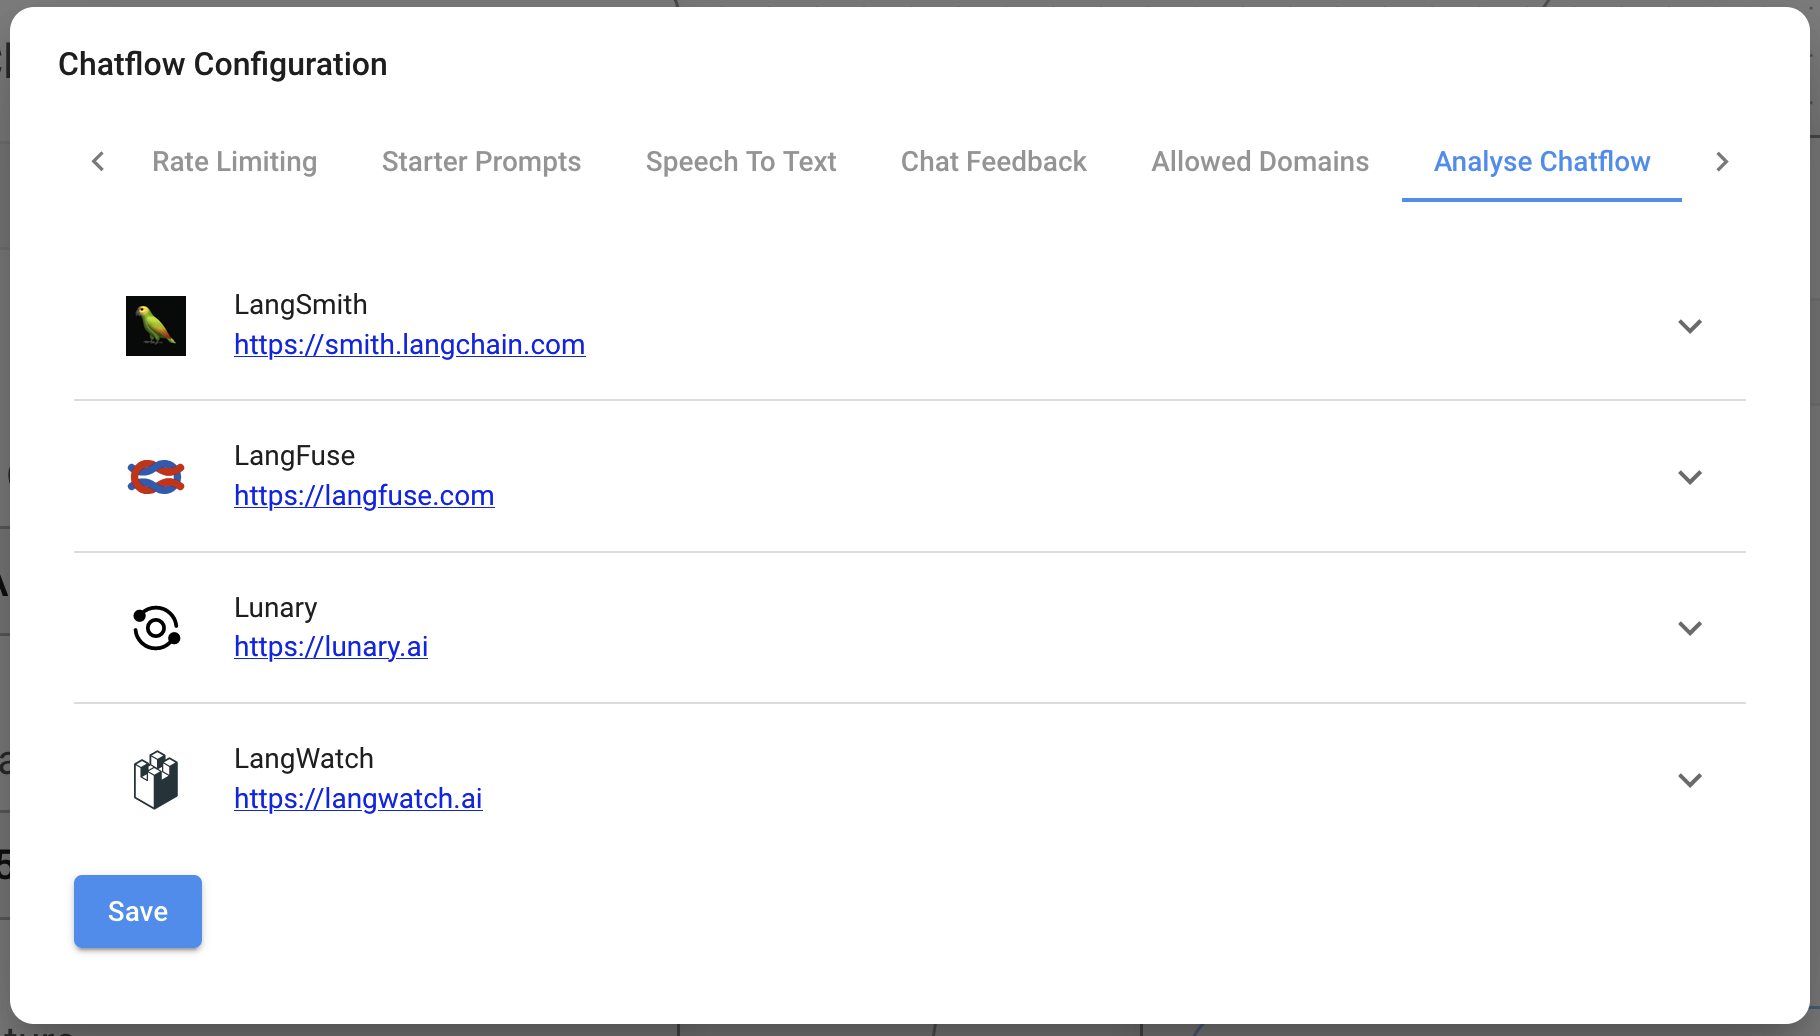 Chatflow Configuration
Rate Limiting
Starter Prompts
Speech To Text
Chat Feedback
Allowed Domains
Analyse Chatflow
LangSmith
https://smith.langchain.com
LangFuse
https://langfuse.com
Lunary
https://lunary.ai
LangWatch
https://langwatch.ai
Save